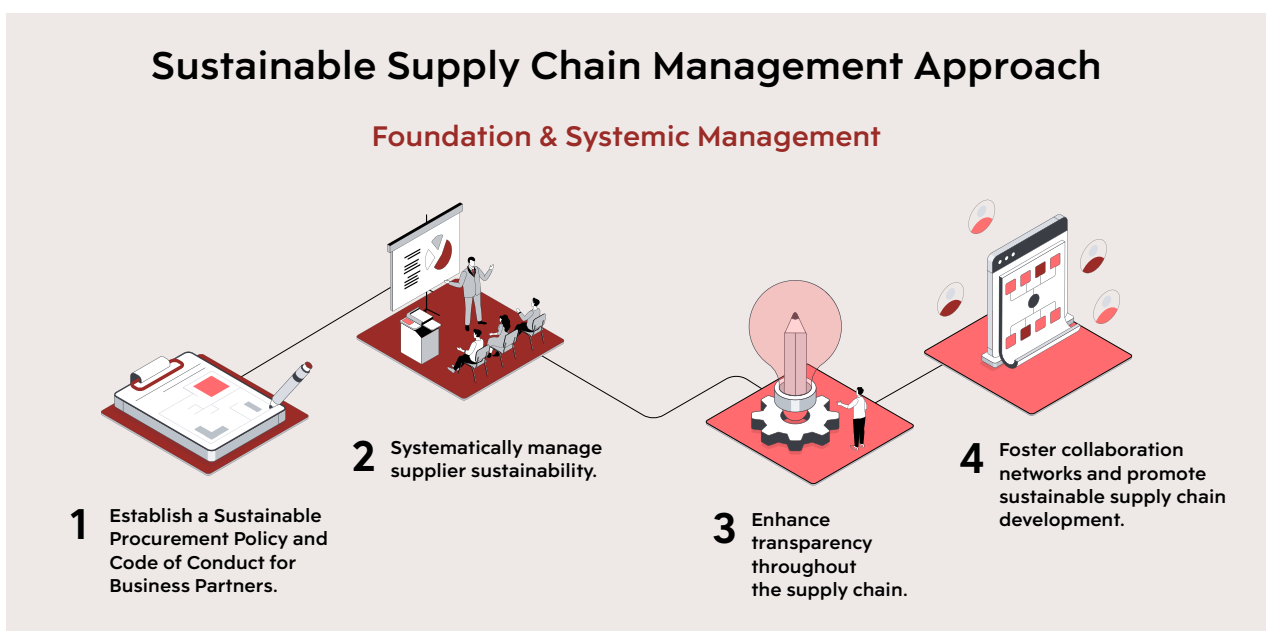 Sustainable Supply Chain Management Approach
Foundation & Systemic Management
1
Establish a Sustainable
Procurement Policy and
Code of Conduct for
Business Partners.
2
Systematically manage
supplier sustainability.
3
Enhance
transparency
throughout
the supply chain.
4
Foster collaboration
networks and promote
sustainable supply chain
development.